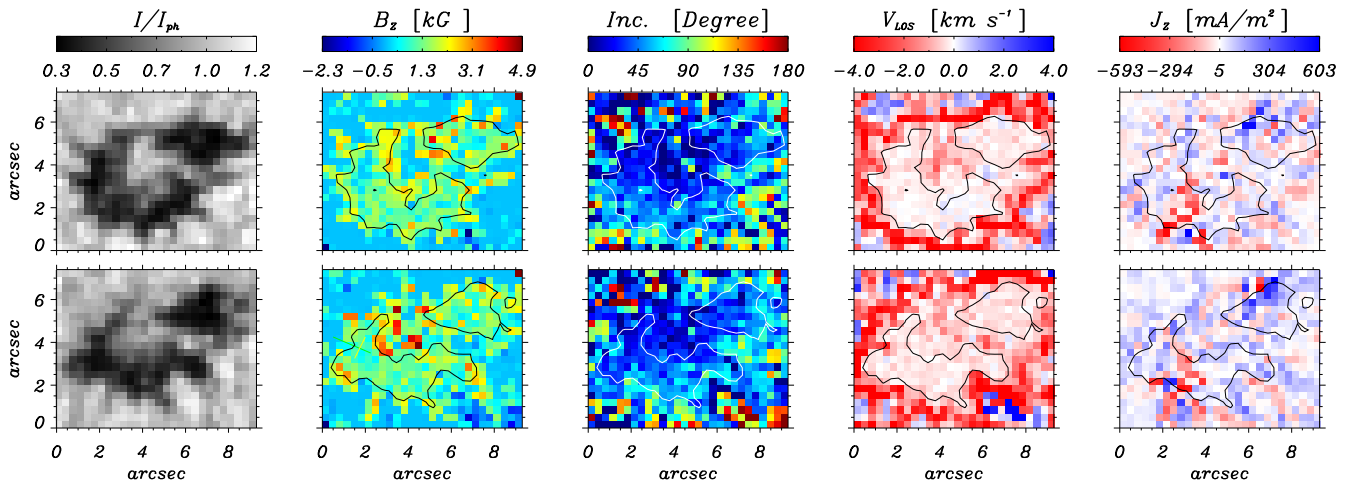 I/I_ph B_z [kG] Inc. [Degree] V_LOS [km s⁻¹] J_z [mA/m²]
0.3 0.5 0.7 1.0 1.2 −2.3 −0.5 1.3 3.1 4.9 0 45 90 135 180 −4.0 −2.0 0.0 2.0 4.0 −593 −294 5 304 603
6
4
2
0
arcsec
6
4
2
0
arcsec
0 2 4 6 8 0 2 4 6 8 0 2 4 6 8 0 2 4 6 8 0 2 4 6 8
arcsec arcsec arcsec arcsec arcsec